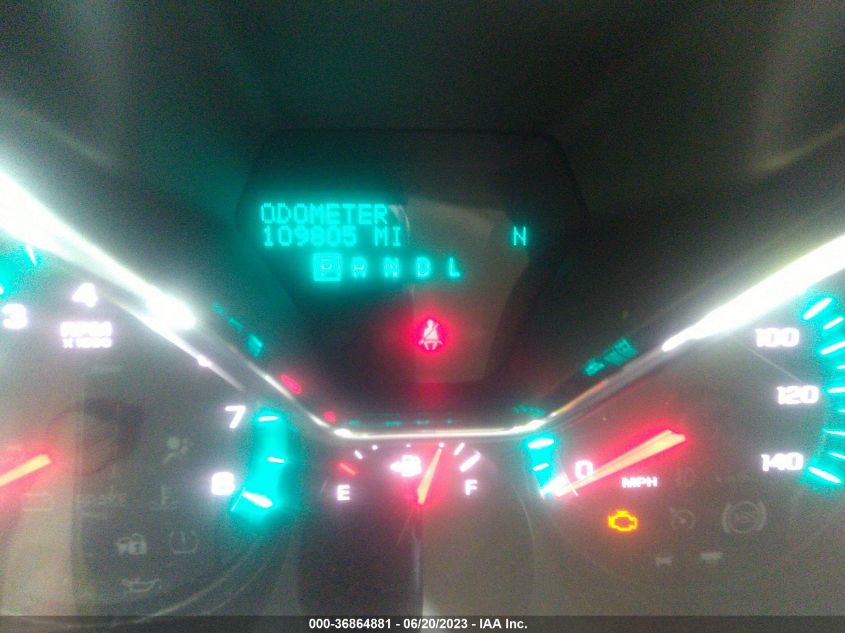 ODOMETER
109805 MI N
P R N D L
4
3
RPM
x1000
7
8
100
120
140
E
F
0
MPH
000-36864881 - 06/20/2023 - IAA Inc.